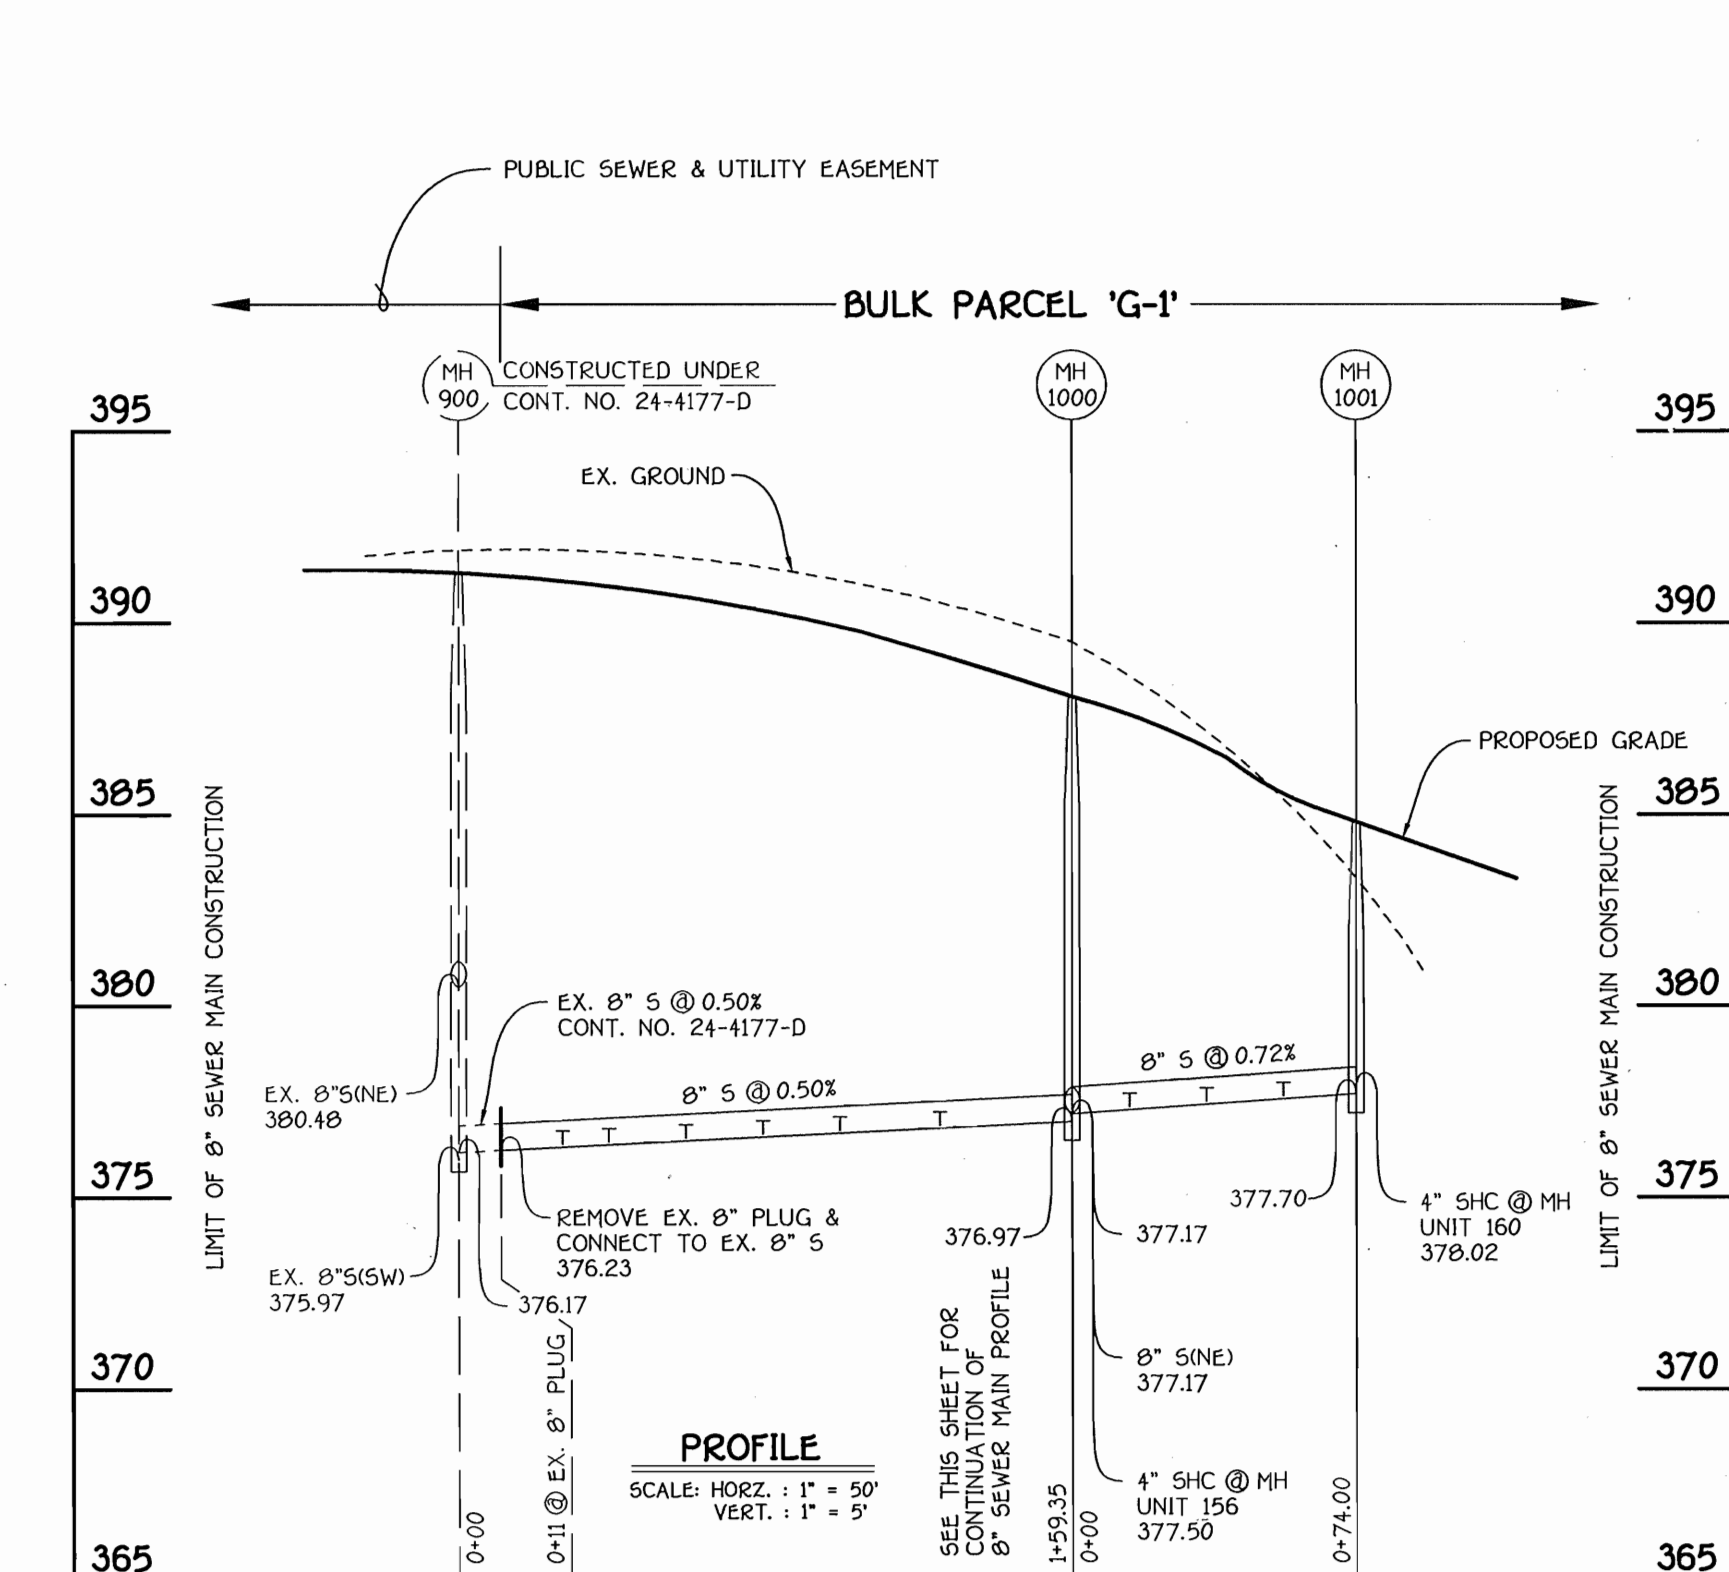 PUBLIC SEWER & UTILITY EASEMENT
BULK PARCEL 'G-1'
MH
900
CONSTRUCTED UNDER
CONT. NO. 24-4177-D
MH
1000
MH
1001
395
395
EX. GROUND
390
390
PROPOSED GRADE
385
385
LIMIT OF 8" SEWER MAIN CONSTRUCTION
LIMIT OF 8" SEWER MAIN CONSTRUCTION
380
380
EX. 8" S @ 0.50%
CONT. NO. 24-4177-D
8" S @ 0.72%
EX. 8"S(NE)
380.48
8" S @ 0.50%
T T T T T T
T T T
375
375
REMOVE EX. 8" PLUG &
CONNECT TO EX. 8" S
376.23
376.97
377.17
377.70
4" SHC @ MH
UNIT 160
378.02
EX. 8"S(SW)
375.97
376.17
370
370
8" S(NE)
377.17
SEE THIS SHEET FOR
CONTINUATION OF
8" SEWER MAIN PROFILE
PROFILE
SCALE: HORZ. : 1" = 50'
VERT. : 1" = 5'
4" SHC @ MH
UNIT 156
377.50
0+00
0+11 @ EX. 8" PLUG
1+59.35
0+00
0+74.00
365
365